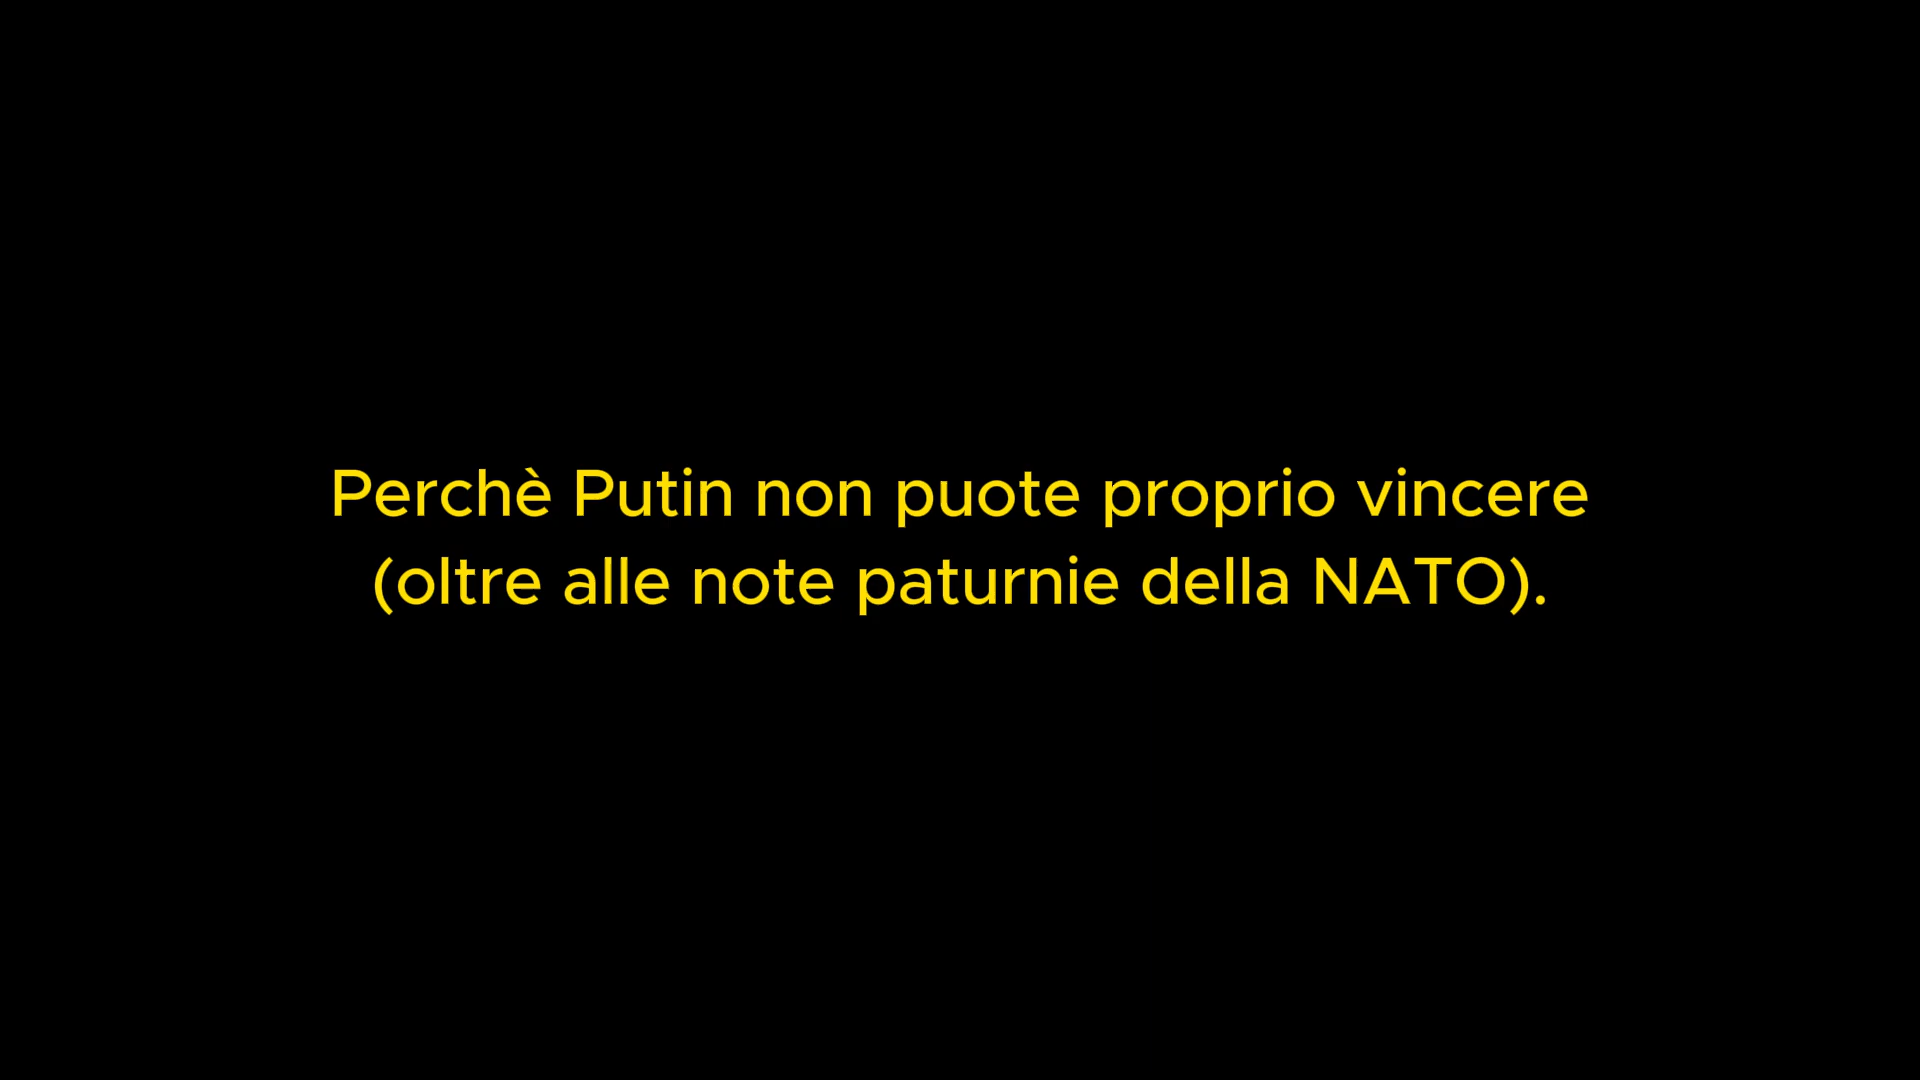 Perchè Putin non puote proprio vincere
(oltre alle note paturnie della NATO).